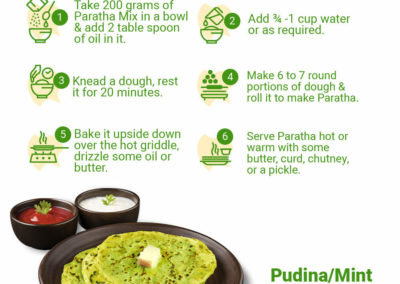 1
Take 200 grams of
Paratha Mix in a bowl
& add 2 table spoon
of oil in it.
2
Add ¾ -1 cup water
or as required.
3
Knead a dough, rest
it for 20 minutes.
4
Make 6 to 7 round
portions of dough &
roll it to make Paratha.
5
Bake it upside down
over the hot griddle,
drizzle some oil or
butter.
6
Serve Paratha hot or
warm with some
butter, curd, chutney,
or a pickle.
Pudina/Mint